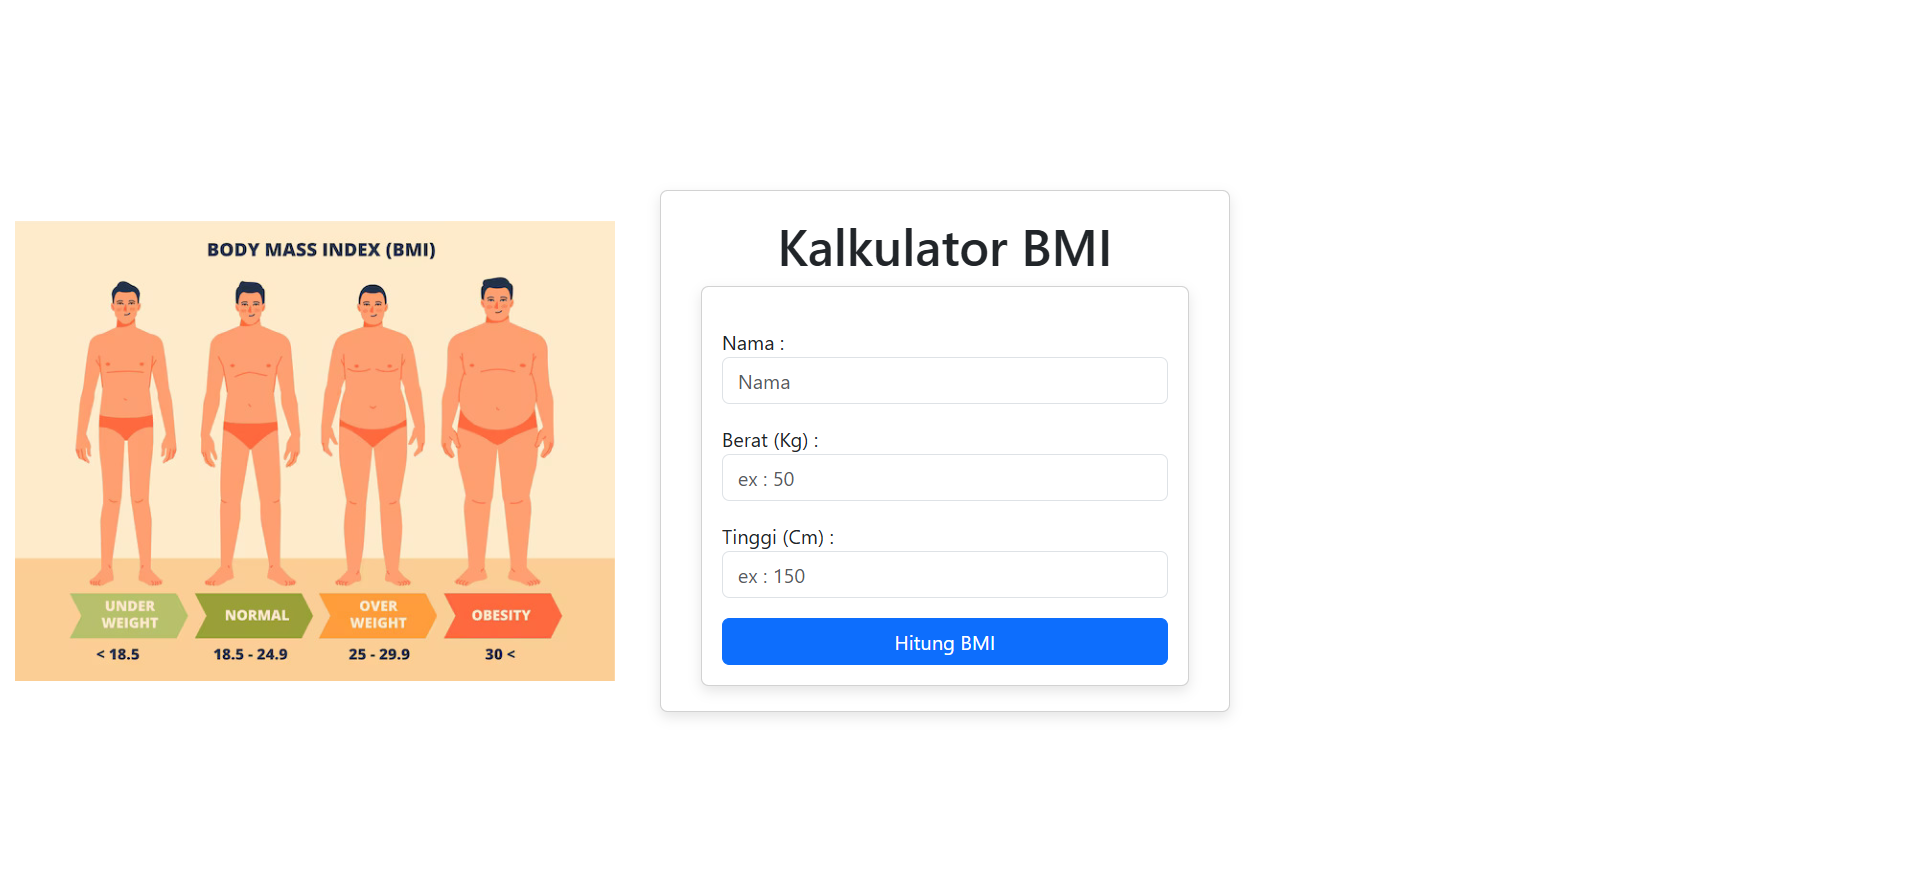 BODY MASS INDEX (BMI)
UNDER
WEIGHT
NORMAL
OVER
WEIGHT
OBESITY
< 18.5
18.5 - 24.9
25 - 29.9
30 <
Kalkulator BMI
Nama :
Nama
Berat (Kg) :
ex : 50
Tinggi (Cm) :
ex : 150
Hitung BMI